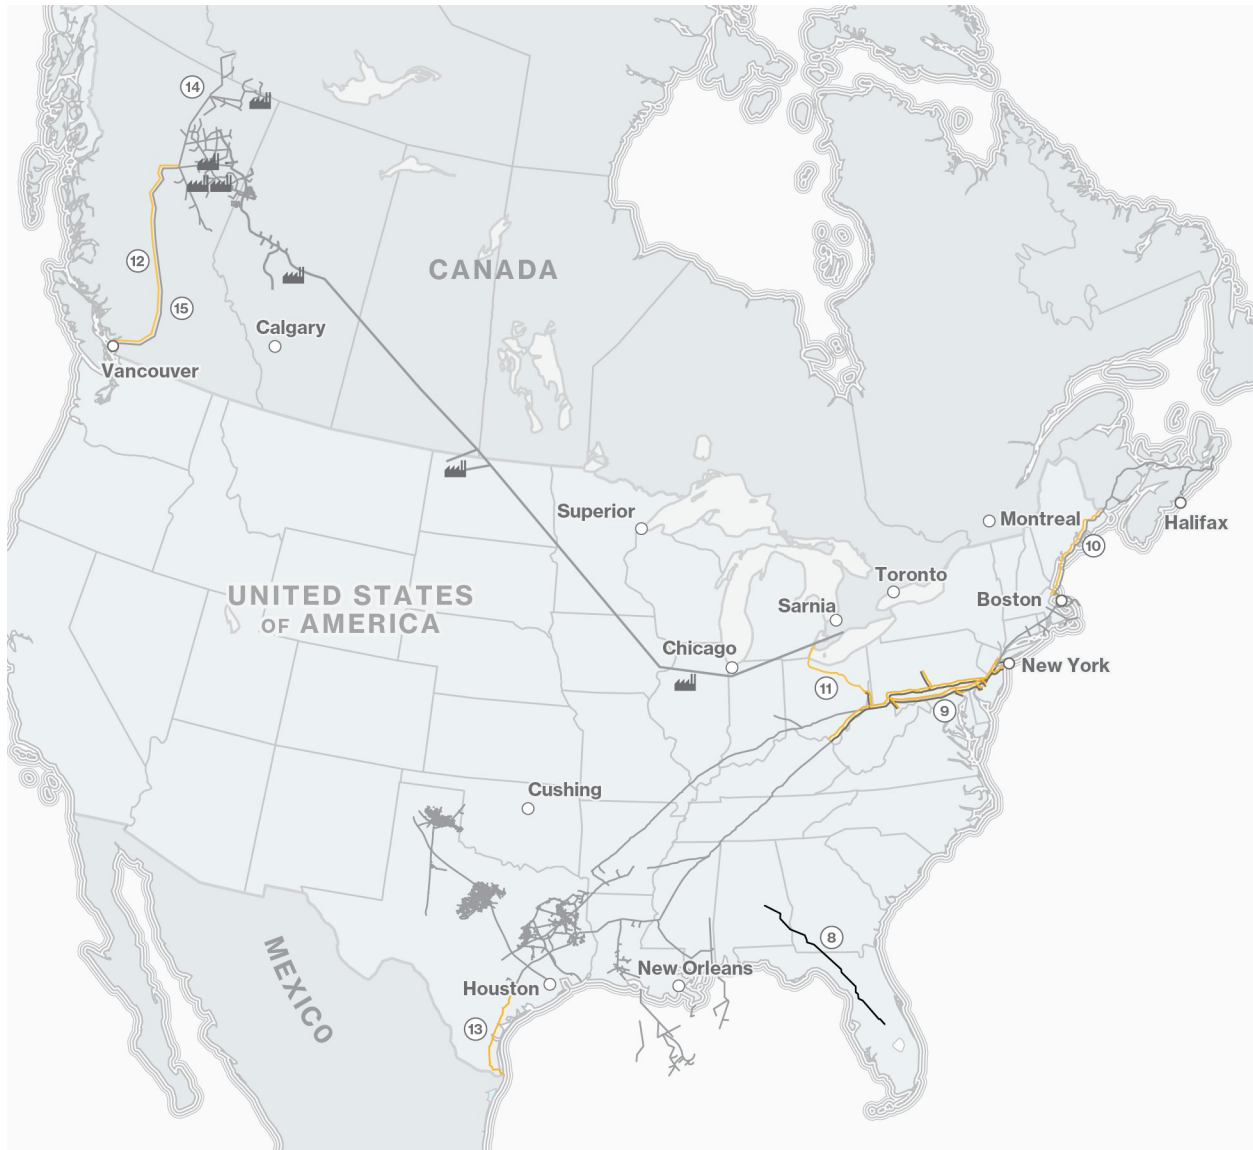 14
12
CANADA
15
Calgary
Vancouver
Superior
Montreal
Halifax
10
Toronto
UNITED STATES
OF AMERICA
Boston
Sarnia
Chicago
New York
11
9
Cushing
8
MEXICO
New Orleans
Houston
13